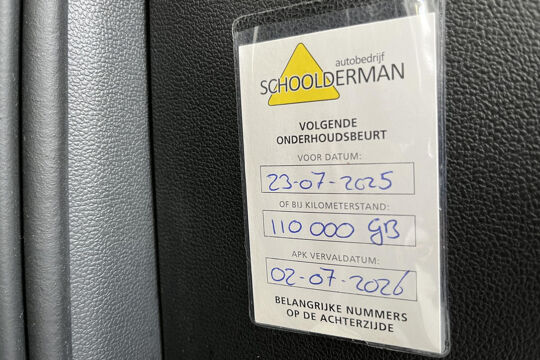 autobedrijf
SCHOOLDERMAN
VOLGENDE
ONDERHOUDSBEURT
VOOR DATUM:
23-07-2025
OF BIJ KILOMETERSTAND:
110 000 GB
APK VERVALDATUM:
02-07-2026
BELANGRIJKE NUMMERS
OP DE ACHTERZIJDE